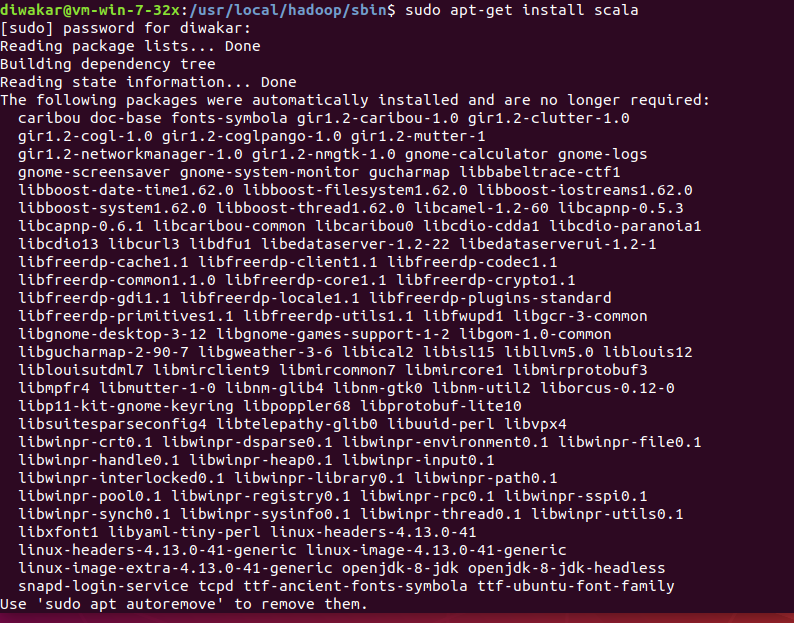 diwakar@vm-win-7-32x:/usr/local/hadoop/sbin$ sudo apt-get install scala
[sudo] password for diwakar:
Reading package lists... Done
Building dependency tree
Reading state information... Done
The following packages were automatically installed and are no longer required:
caribou doc-base fonts-symbola gir1.2-caribou-1.0 gir1.2-clutter-1.0
gir1.2-cogl-1.0 gir1.2-coglpango-1.0 gir1.2-mutter-1
gir1.2-networkmanager-1.0 gir1.2-nmgtk-1.0 gnome-calculator gnome-logs
gnome-screensaver gnome-system-monitor gucharmap libbabeltrace-ctf1
libboost-date-time1.62.0 libboost-filesystem1.62.0 libboost-iostreams1.62.0
libboost-system1.62.0 libboost-thread1.62.0 libcamel-1.2-60 libcapnp-0.5.3
libcapnp-0.6.1 libcaribou-common libcaribou0 libcdio-cdda1 libcdio-paranoia1
libcdio13 libcurl3 libdfu1 libedataserver-1.2-22 libedataserverui-1.2-1
libfreerdp-cache1.1 libfreerdp-client1.1 libfreerdp-codec1.1
libfreerdp-common1.1.0 libfreerdp-core1.1 libfreerdp-crypto1.1
libfreerdp-gdi1.1 libfreerdp-locale1.1 libfreerdp-plugins-standard
libfreerdp-primitives1.1 libfreerdp-utils1.1 libfwupd1 libgcr-3-common
libgnome-desktop-3-12 libgnome-games-support-1-2 libgom-1.0-common
libgucharmap-2-90-7 libgweather-3-6 libical2 libisl15 libllvm5.0 liblouis12
liblouisutdml7 libmirclient9 libmircommon7 libmircore1 libmirprotobuf3
libmpfr4 libmutter-1-0 libnm-glib4 libnm-gtk0 libnm-util2 liborcus-0.12-0
libp11-kit-gnome-keyring libpoppler68 libprotobuf-lite10
libsuitesparseconfig4 libtelepathy-glib0 libuuid-perl libvpx4
libwinpr-crt0.1 libwinpr-dsparse0.1 libwinpr-environment0.1 libwinpr-file0.1
libwinpr-handle0.1 libwinpr-heap0.1 libwinpr-input0.1
libwinpr-interlocked0.1 libwinpr-library0.1 libwinpr-path0.1
libwinpr-pool0.1 libwinpr-registry0.1 libwinpr-rpc0.1 libwinpr-sspi0.1
libwinpr-synch0.1 libwinpr-sysinfo0.1 libwinpr-thread0.1 libwinpr-utils0.1
libxfont1 libyaml-tiny-perl linux-headers-4.13.0-41
linux-headers-4.13.0-41-generic linux-image-4.13.0-41-generic
linux-image-extra-4.13.0-41-generic openjdk-8-jdk openjdk-8-jdk-headless
snapd-login-service tcpd ttf-ancient-fonts-symbola ttf-ubuntu-font-family
Use 'sudo apt autoremove' to remove them.